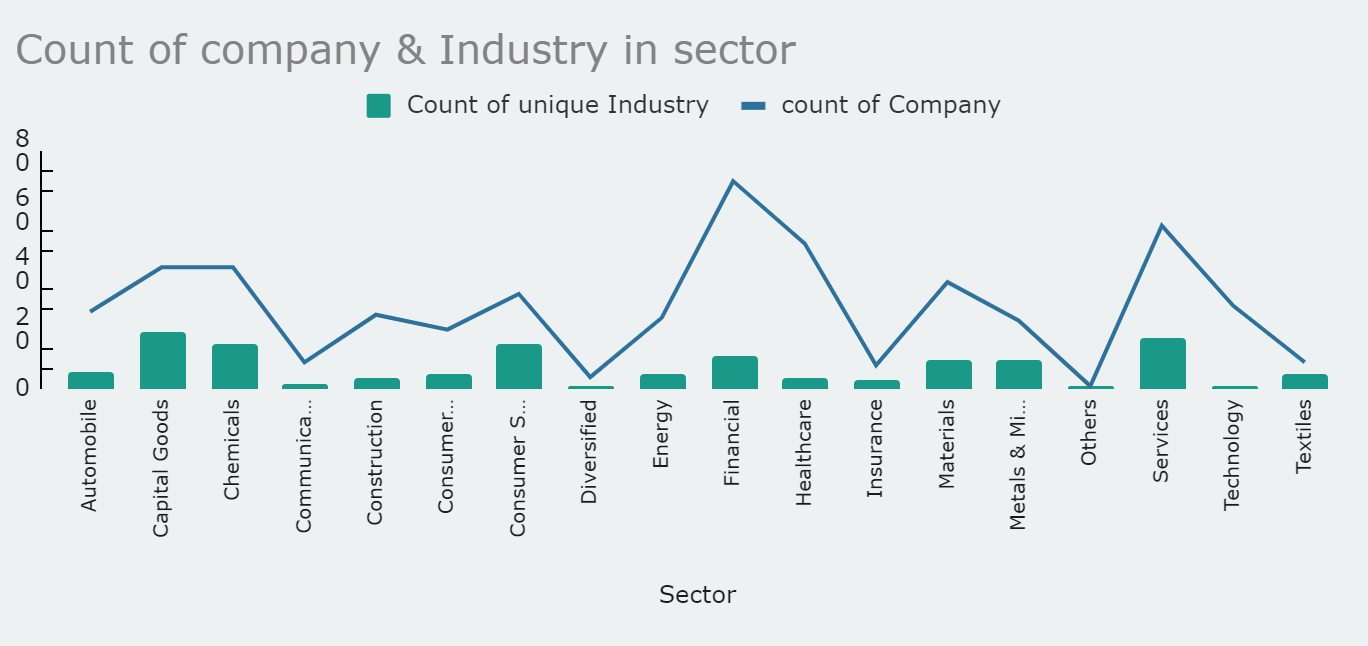 Count of company & Industry in sector
Count of unique Industry
count of Company
8
0
6
0
4
0
2
0
0
Automobile
Capital Goods
Chemicals
Communica...
Construction
Consumer...
Consumer S...
Diversified
Energy
Financial
Healthcare
Insurance
Materials
Metals & Mi...
Others
Services
Technology
Textiles
Sector